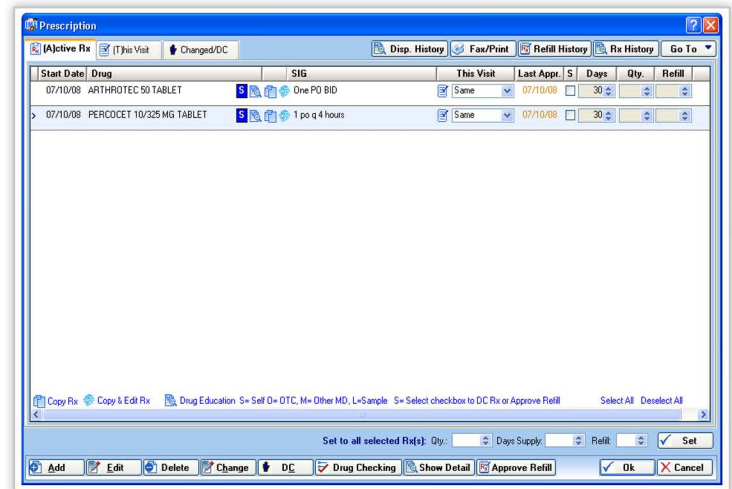 Prescription
(A)ctive Rx (T)his Visit Changed/DC Disp. History Fax/Print Refill History Rx History Go To
Start Date Drug SIG This Visit Last Appr. S Days Qty. Refill
07/10/08 ARTHROTEC 50 TABLET S One PO BID Same 07/10/08 30
> 07/10/08 PERCOCET 10/325 MG TABLET S 1 po q 4 hours Same 07/10/08 30
Copy Rx Copy & Edit Rx Drug Education S= Self O= OTC, M= Other MD, L=Sample S= Select checkbox to DC Rx or Approve Refill Select All Deselect All
Set to all selected Rx(s): Qty.: Days Supply: Refill: Set
Add Edit Delete Change DC Drug Checking Show Detail Approve Refill Ok Cancel